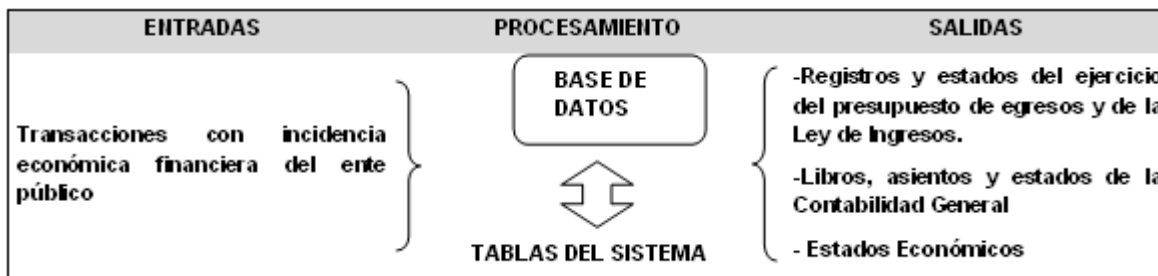 ENTRADAS
PROCESAMIENTO
SALIDAS
Transacciones con incidencia
económica financiera del ente
público
BASE DE
DATOS
TABLAS DEL SISTEMA
-Registros y estados del ejercicio
del presupuesto de egresos y de la
Ley de Ingresos.
-Libros, asientos y estados de la
Contabilidad General
- Estados Económicos